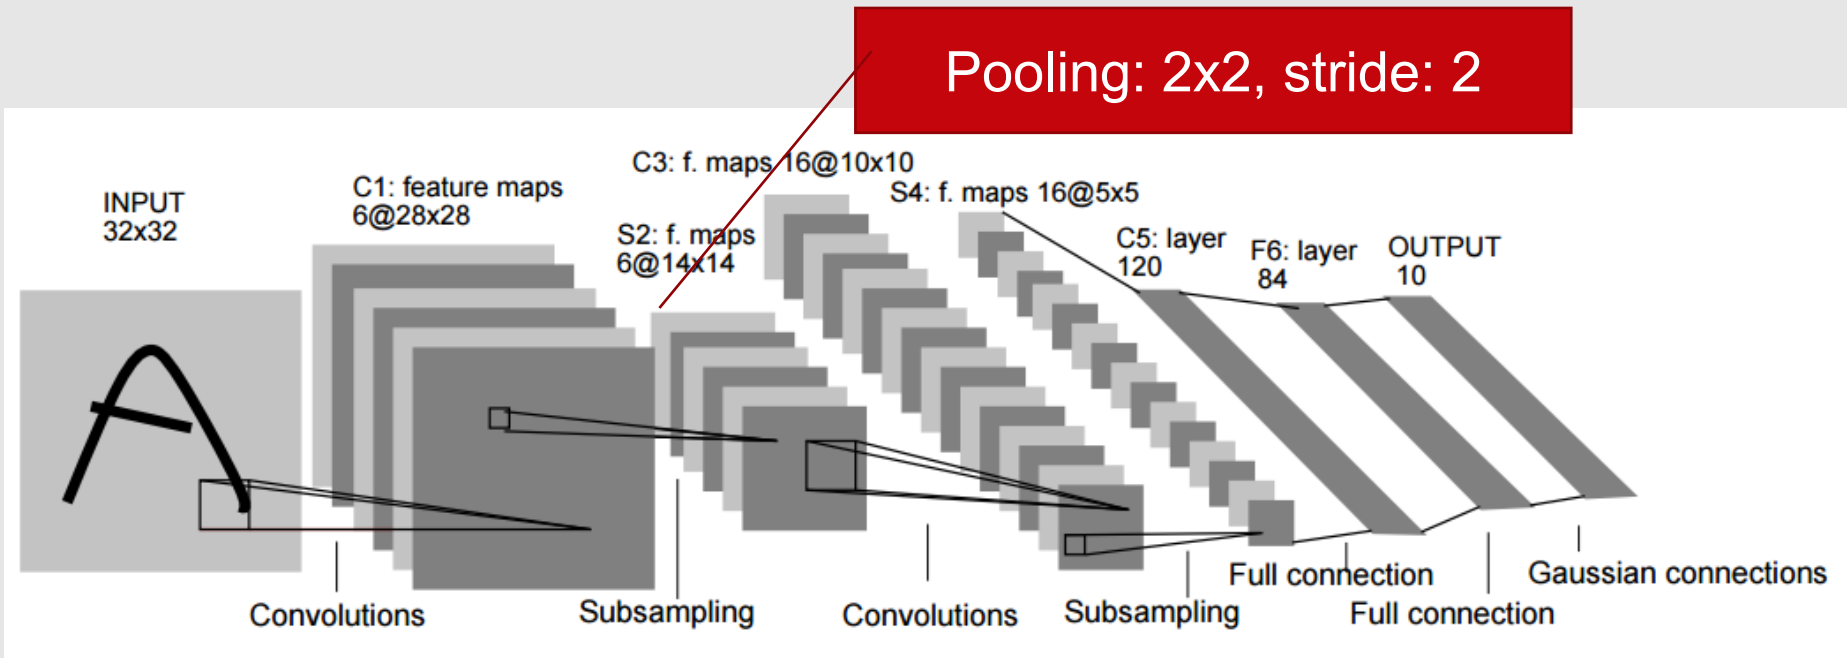 Pooling: 2x2, stride: 2
INPUT
32x32
C1: feature maps
6@28x28
C3: f. maps 16@10x10
S2: f. maps
6@14x14
S4: f. maps 16@5x5
C5: layer
120
F6: layer
84
OUTPUT
10
Convolutions
Subsampling
Convolutions
Subsampling
Full connection
Full connection
Gaussian connections